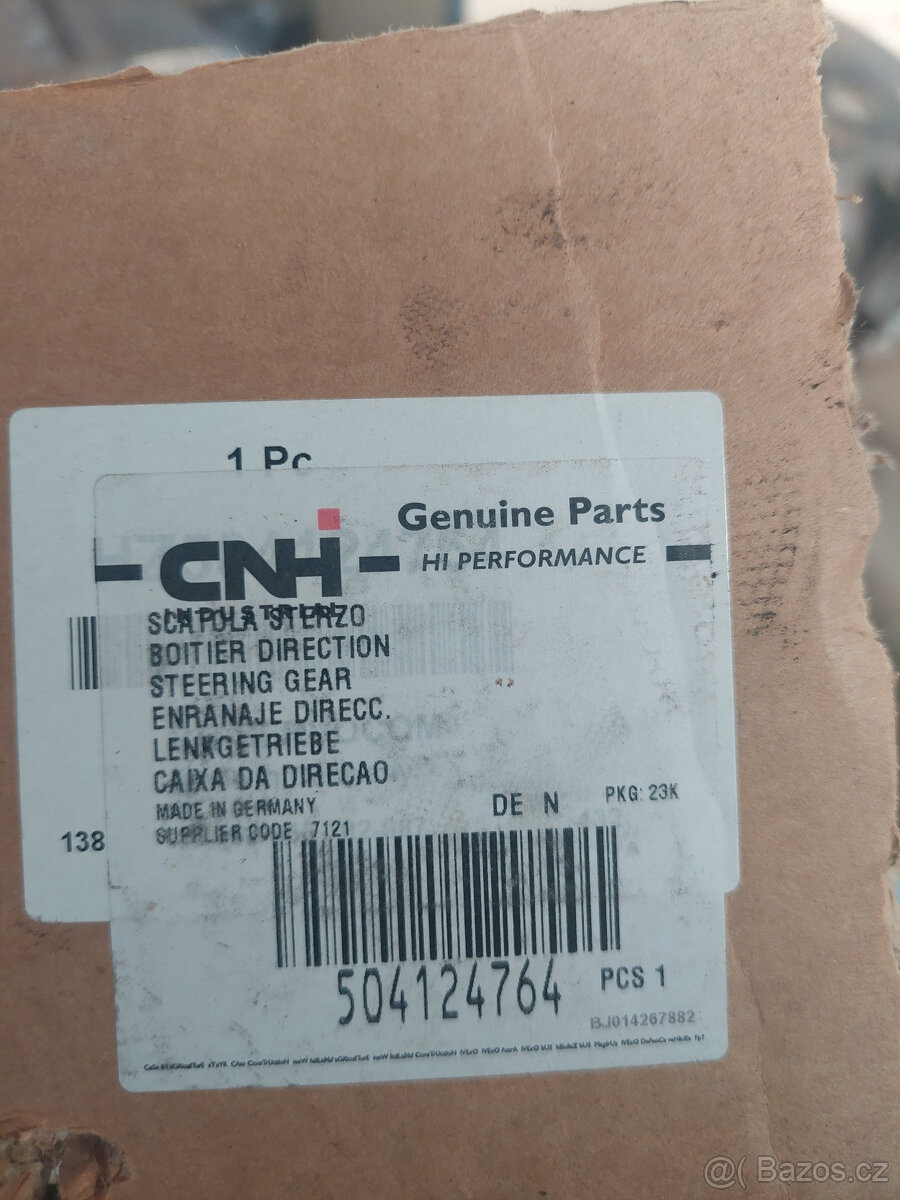 1 Pc
CNH
INDUSTRIAL
Genuine Parts
HI PERFORMANCE
SCATOLA STERZO
BOITIER DIRECTION
STEERING GEAR
ENRANAJE DIRECC.
LENKGETRIEBE
CAIXA DA DIRECAO
MADE IN GERMANY
SUPPLIER CODE 7121
DE N
PKG: 23K
138
504124764
PCS 1
BJ014267882
@( Bazos.cz